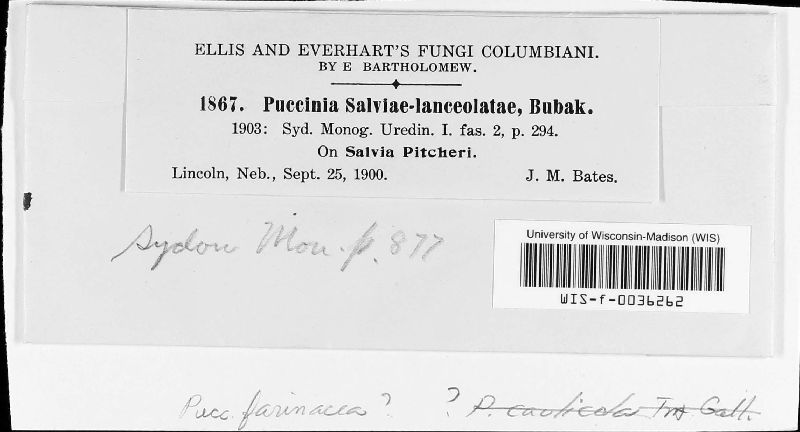 ELLIS AND EVERHART'S FUNGI COLUMBIANI.
BY E BARTHOLOMEW.
1867. Puccinia Salviae-lanceolatae, Bubak.
1903: Syd. Monog. Uredin. I. fas. 2, p. 294.
On Salvia Pitcheri.
Lincoln, Neb., Sept. 25, 1900. J. M. Bates.
Sydow Mon. p. 877
University of Wisconsin-Madison (WIS)
WIS-f-0036262
Pucc. farinacea ? ? P. caulicola Galt.